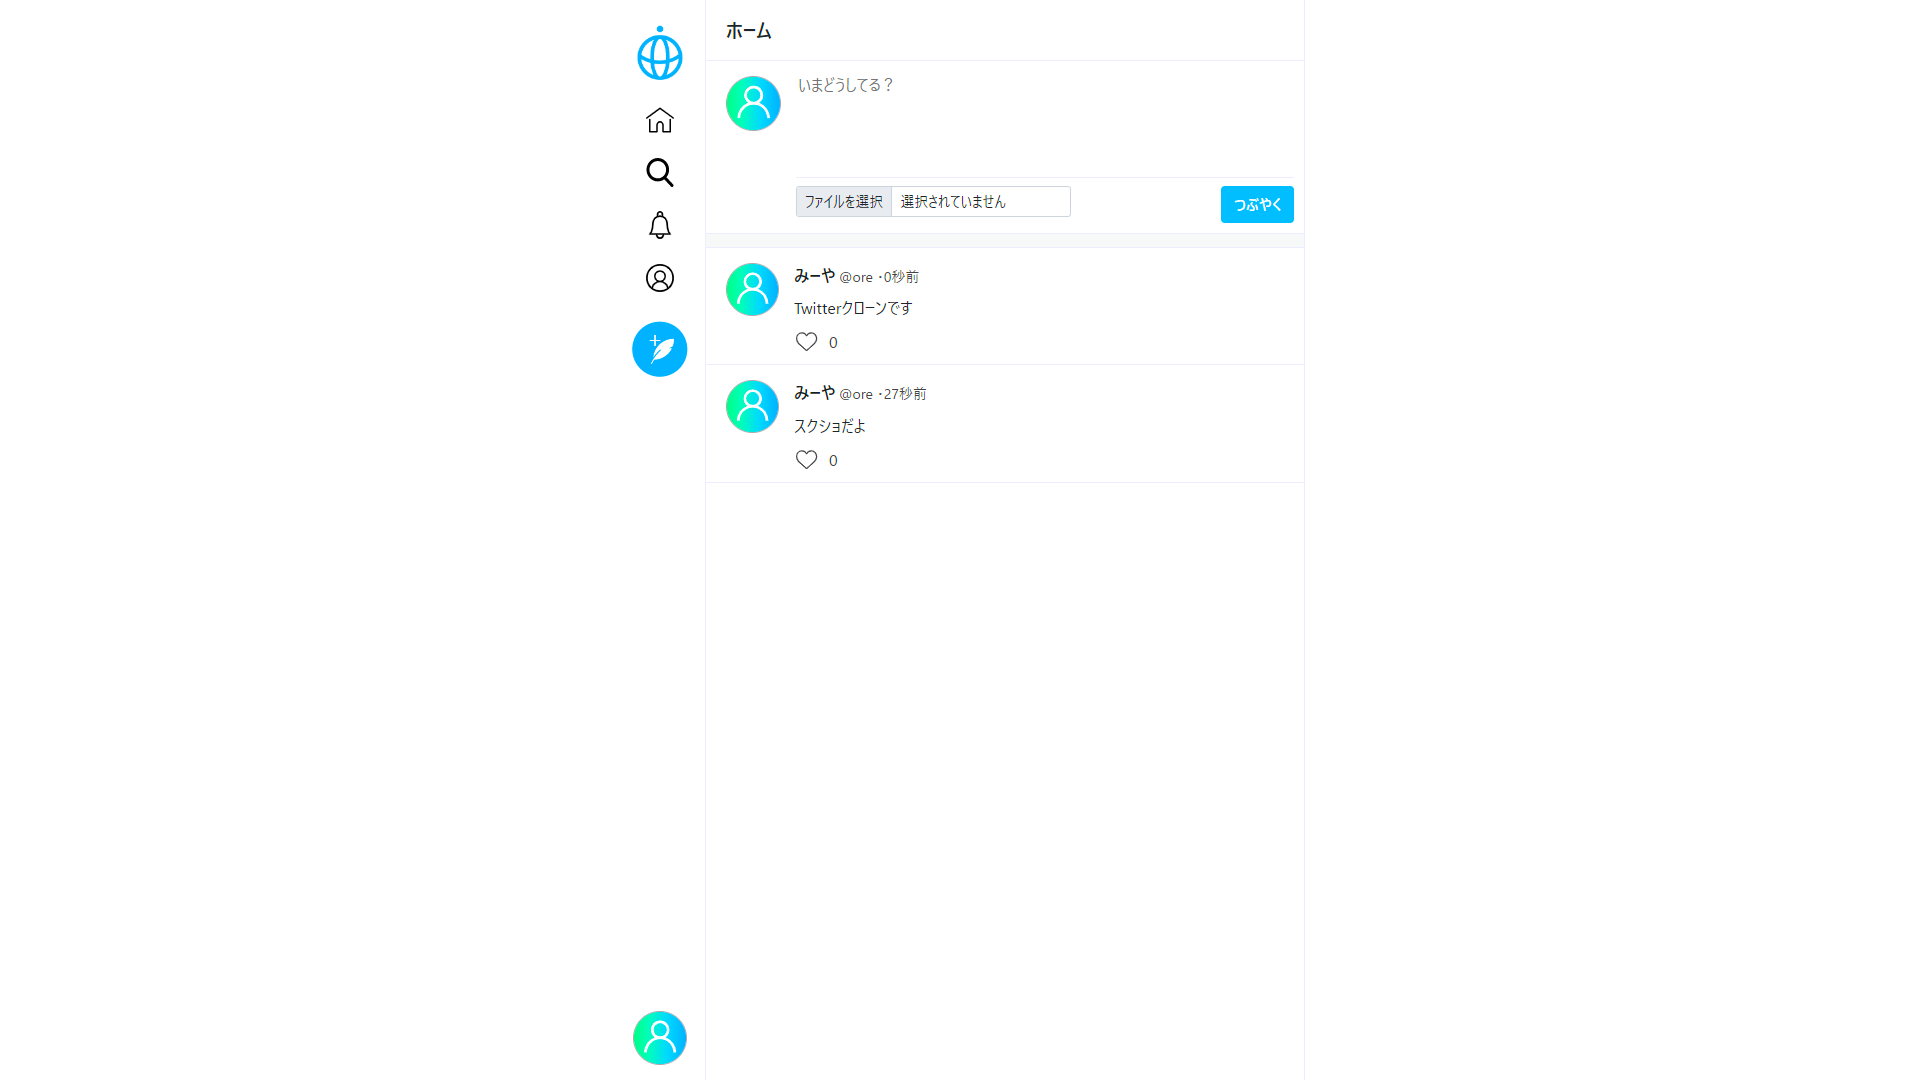 ホーム
いまどうしてる？
ファイルを選択 選択されていません
つぶやく
みーや @ore ・0秒前
Twitterクローンです
0
みーや @ore ・27秒前
スクショだよ
0